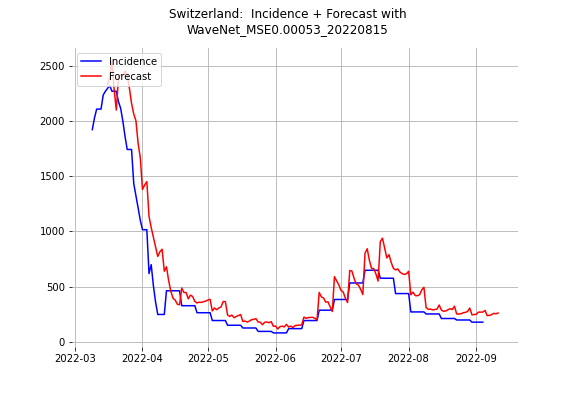 Switzerland:  Incidence + Forecast with
WaveNet_MSE0.00053_20220815
Incidence
Forecast
2500
2000
1500
1000
500
0
2022-03 2022-04 2022-05 2022-06 2022-07 2022-08 2022-09